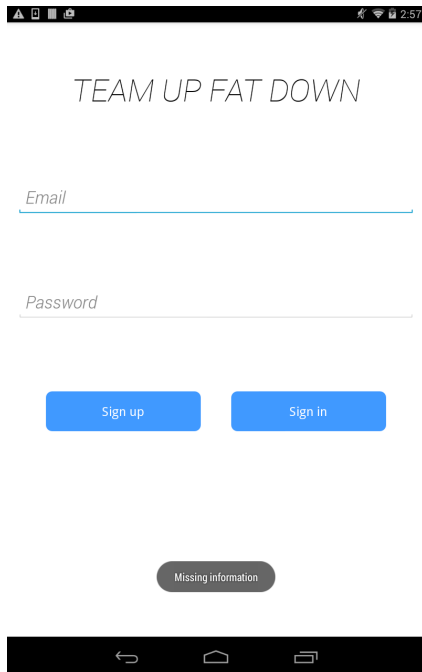 2:57
TEAM UP FAT DOWN
Email
Password
Sign up
Sign in
Missing information